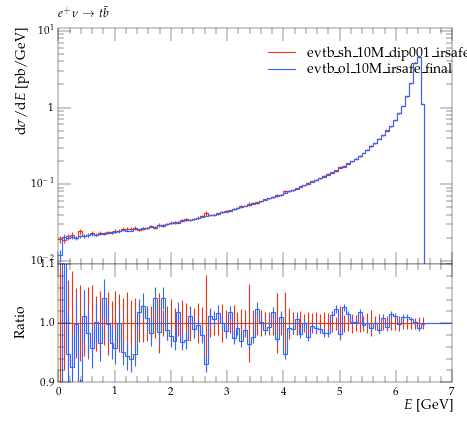 e⁺ν → tb̄
dσ/dE [pb/GeV]
10¹
1
10⁻¹
10⁻²
evtb_sh_10M_dip001_irsafe
evtb_ol_10M_irsafe_final
Ratio
1.1
1.0
0.9
0 1 2 3 4 5 6 7
E [GeV]